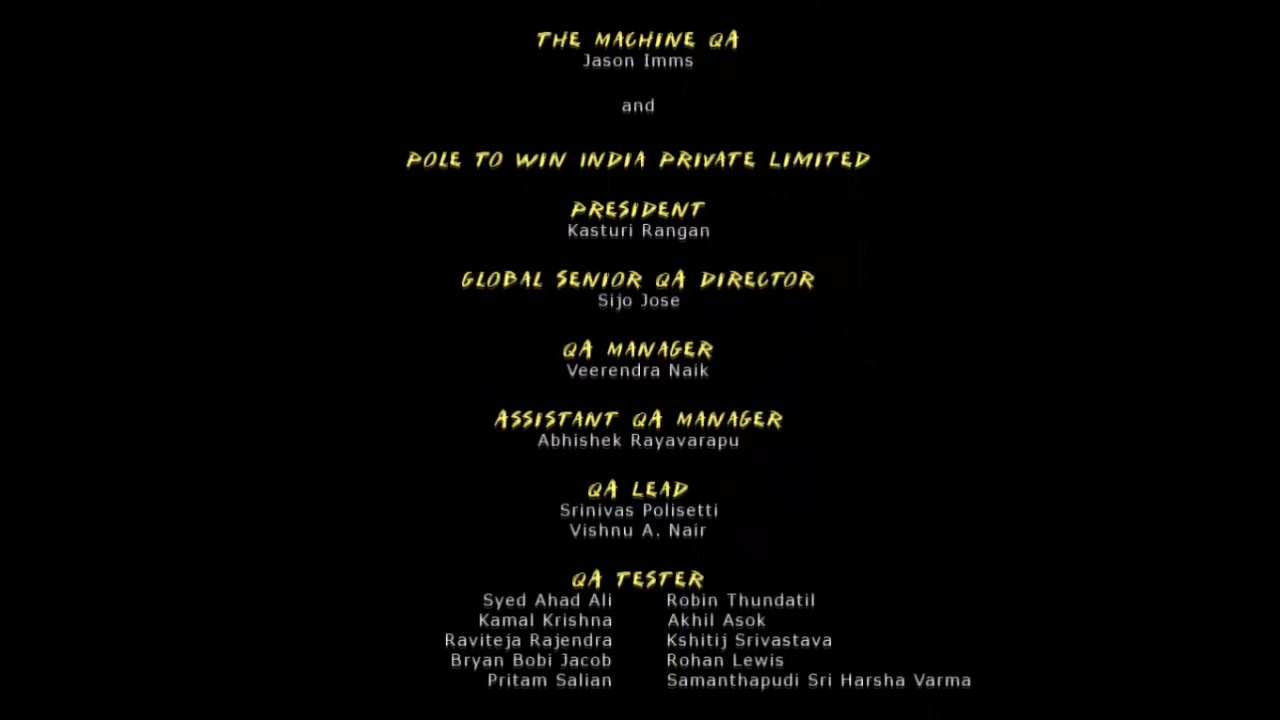 THE MACHINE QA
Jason Imms
and
POLE TO WIN INDIA PRIVATE LIMITED
PRESIDENT
Kasturi Rangan
GLOBAL SENIOR QA DIRECTOR
Sijo Jose
QA MANAGER
Veerendra Naik
ASSISTANT QA MANAGER
Abhishek Rayavarapu
QA LEAD
Srinivas Polisetti
Vishnu A. Nair
QA TESTER
Syed Ahad Ali Robin Thundatil
Kamal Krishna Akhil Asok
Raviteja Rajendra Kshitij Srivastava
Bryan Bobi Jacob Rohan Lewis
Pritam Salian Samanthapudi Sri Harsha Varma